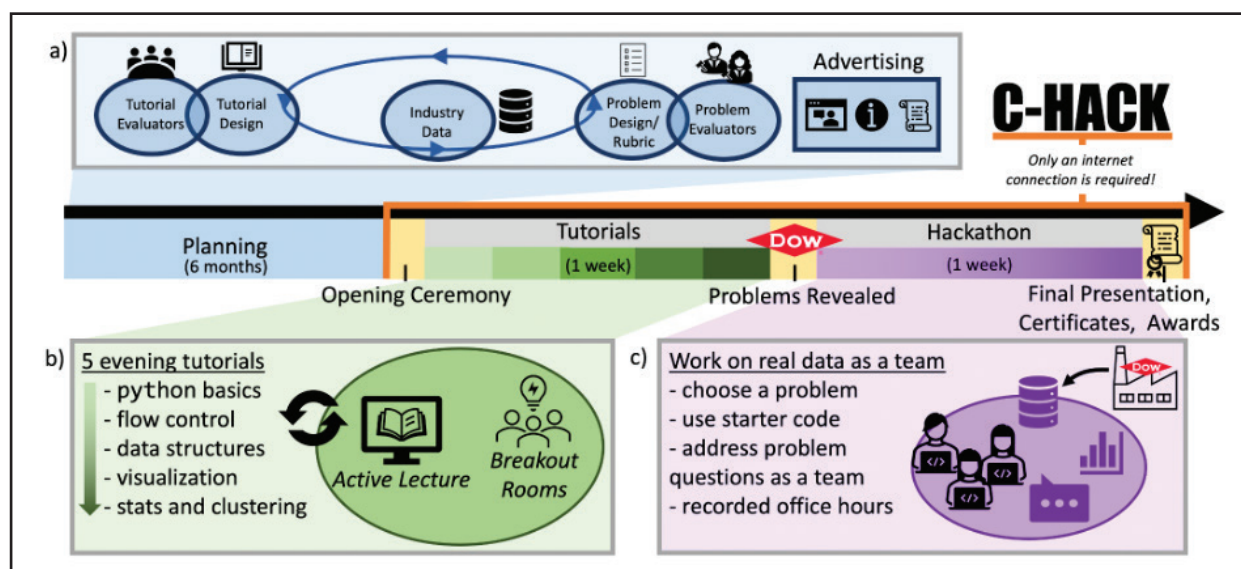 a)
Tutorial
Evaluators
Tutorial
Design
Industry
Data
Problem
Design/
Rubric
Problem
Evaluators
Advertising
C-HACK
Only an internet
connection is required!
Planning
(6 months)
Tutorials
(1 week)
Dow
Hackathon
(1 week)
Opening Ceremony
Problems Revealed
Final Presentation,
Certificates, Awards
b)
5 evening tutorials
- python basics
- flow control
- data structures
- visualization
- stats and clustering
Active Lecture
Breakout
Rooms
c)
Work on real data as a team
- choose a problem
- use starter code
- address problem
questions as a team
- recorded office hours
Dow